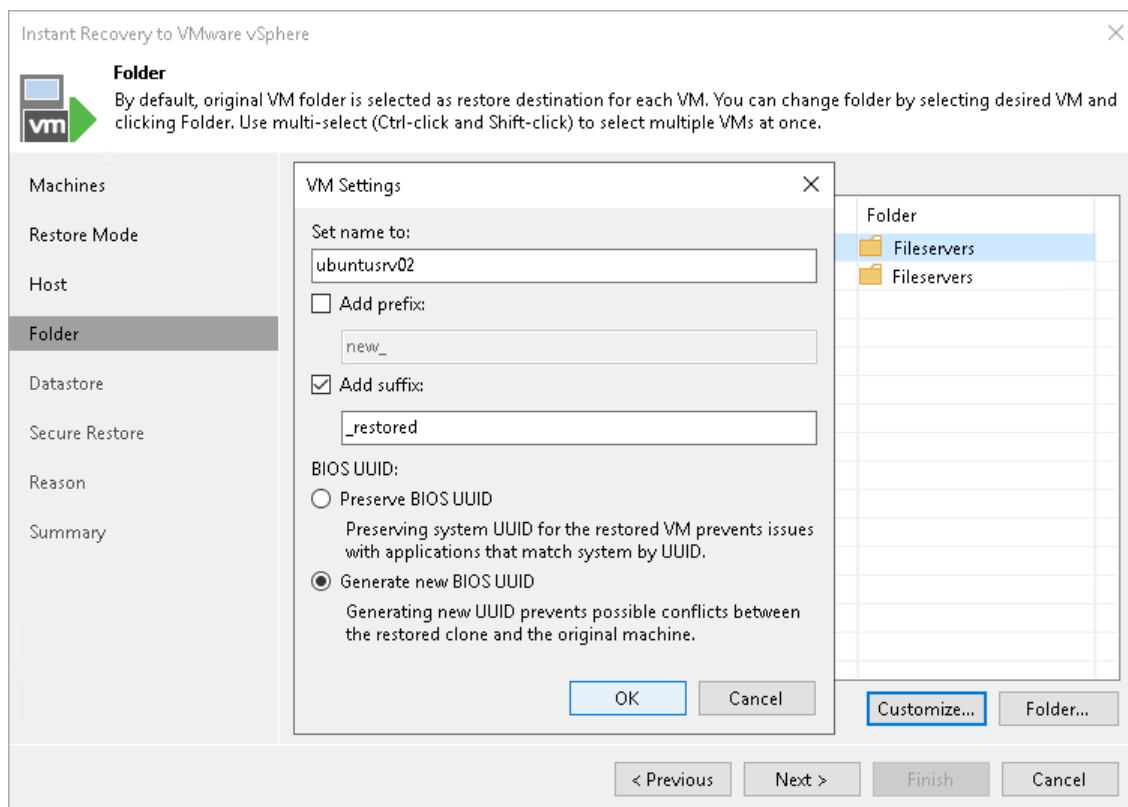 Instant Recovery to VMware vSphere
Folder
By default, original VM folder is selected as restore destination for each VM. You can change folder by selecting desired VM and
clicking Folder. Use multi-select (Ctrl-click and Shift-click) to select multiple VMs at once.
vm
Machines
Restore Mode
Host
Folder
Datastore
Secure Restore
Reason
Summary
VM Settings
Set name to:
ubuntusrv02
Add prefix:
new_
Add suffix:
_restored
BIOS UUID:
Preserve BIOS UUID
Preserving system UUID for the restored VM prevents issues
with applications that match system by UUID.
Generate new BIOS UUID
Generating new UUID prevents possible conflicts between
the restored clone and the original machine.
OK
Cancel
Folder
Fileservers
Fileservers
Customize...
Folder...
< Previous
Next >
Finish
Cancel